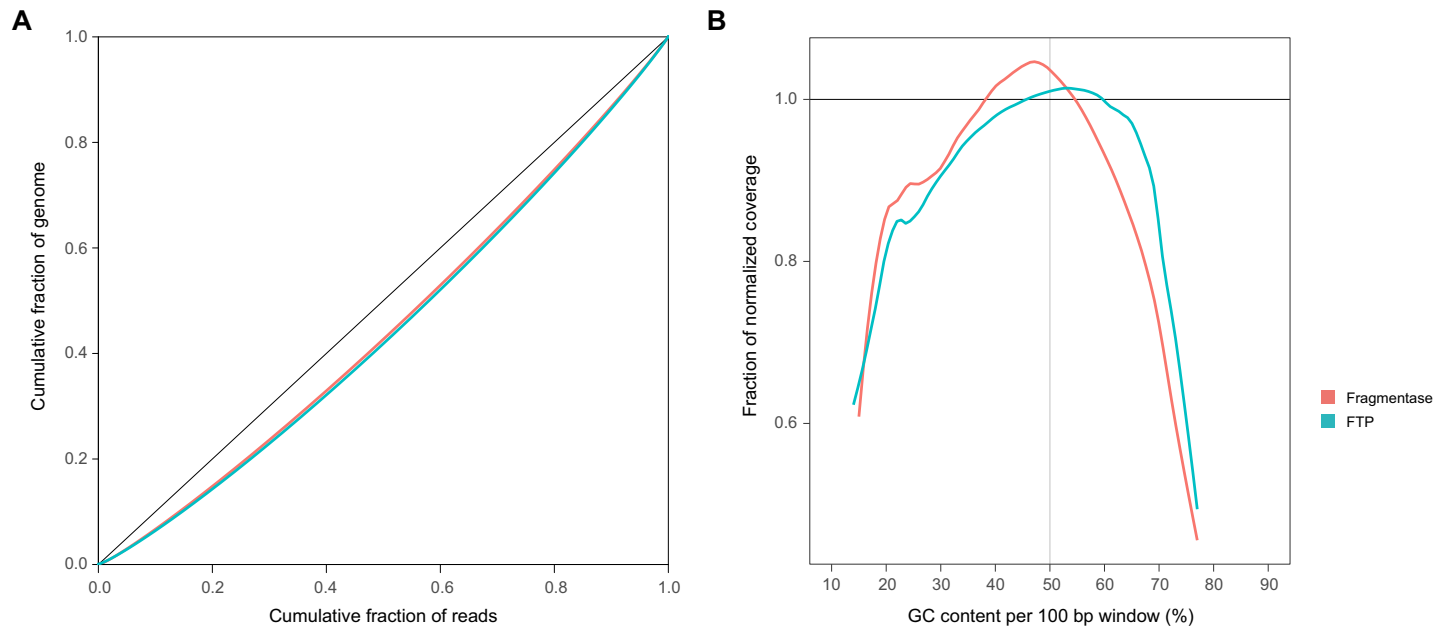 A
1.0
0.8
0.6
0.4
0.2
0.0
Cumulative fraction of genome
0.0 0.2 0.4 0.6 0.8 1.0
Cumulative fraction of reads
B
1.0
0.8
0.6
Fraction of normalized coverage
10 20 30 40 50 60 70 80 90
GC content per 100 bp window (%)
Fragmentase
FTP